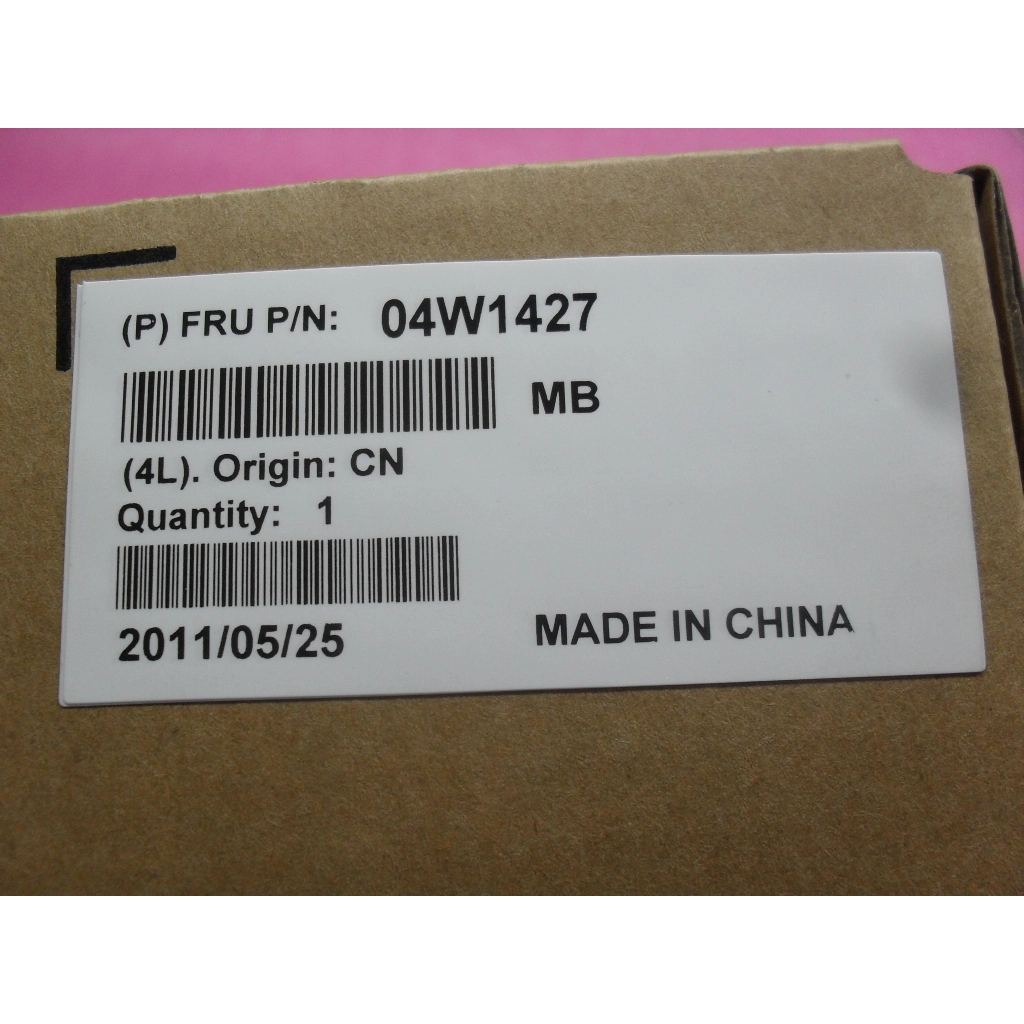 (P) FRU P/N: 04W1427
MB
(4L). Origin: CN
Quantity: 1
2011/05/25
MADE IN CHINA